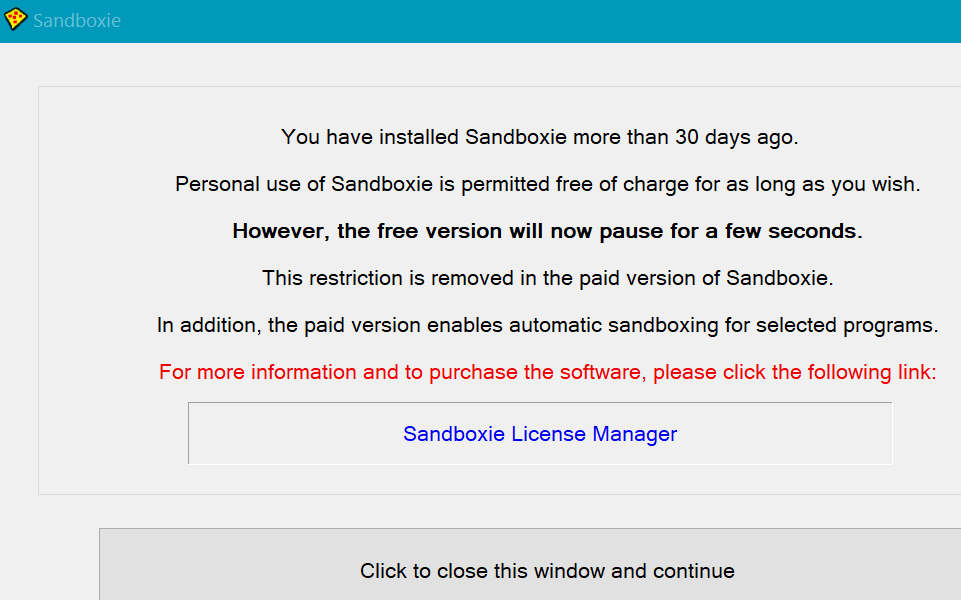 Sandboxie
You have installed Sandboxie more than 30 days ago.
Personal use of Sandboxie is permitted free of charge for as long as you wish.
However, the free version will now pause for a few seconds.
This restriction is removed in the paid version of Sandboxie.
In addition, the paid version enables automatic sandboxing for selected programs.
For more information and to purchase the software, please click the following link:
Sandboxie License Manager
Click to close this window and continue